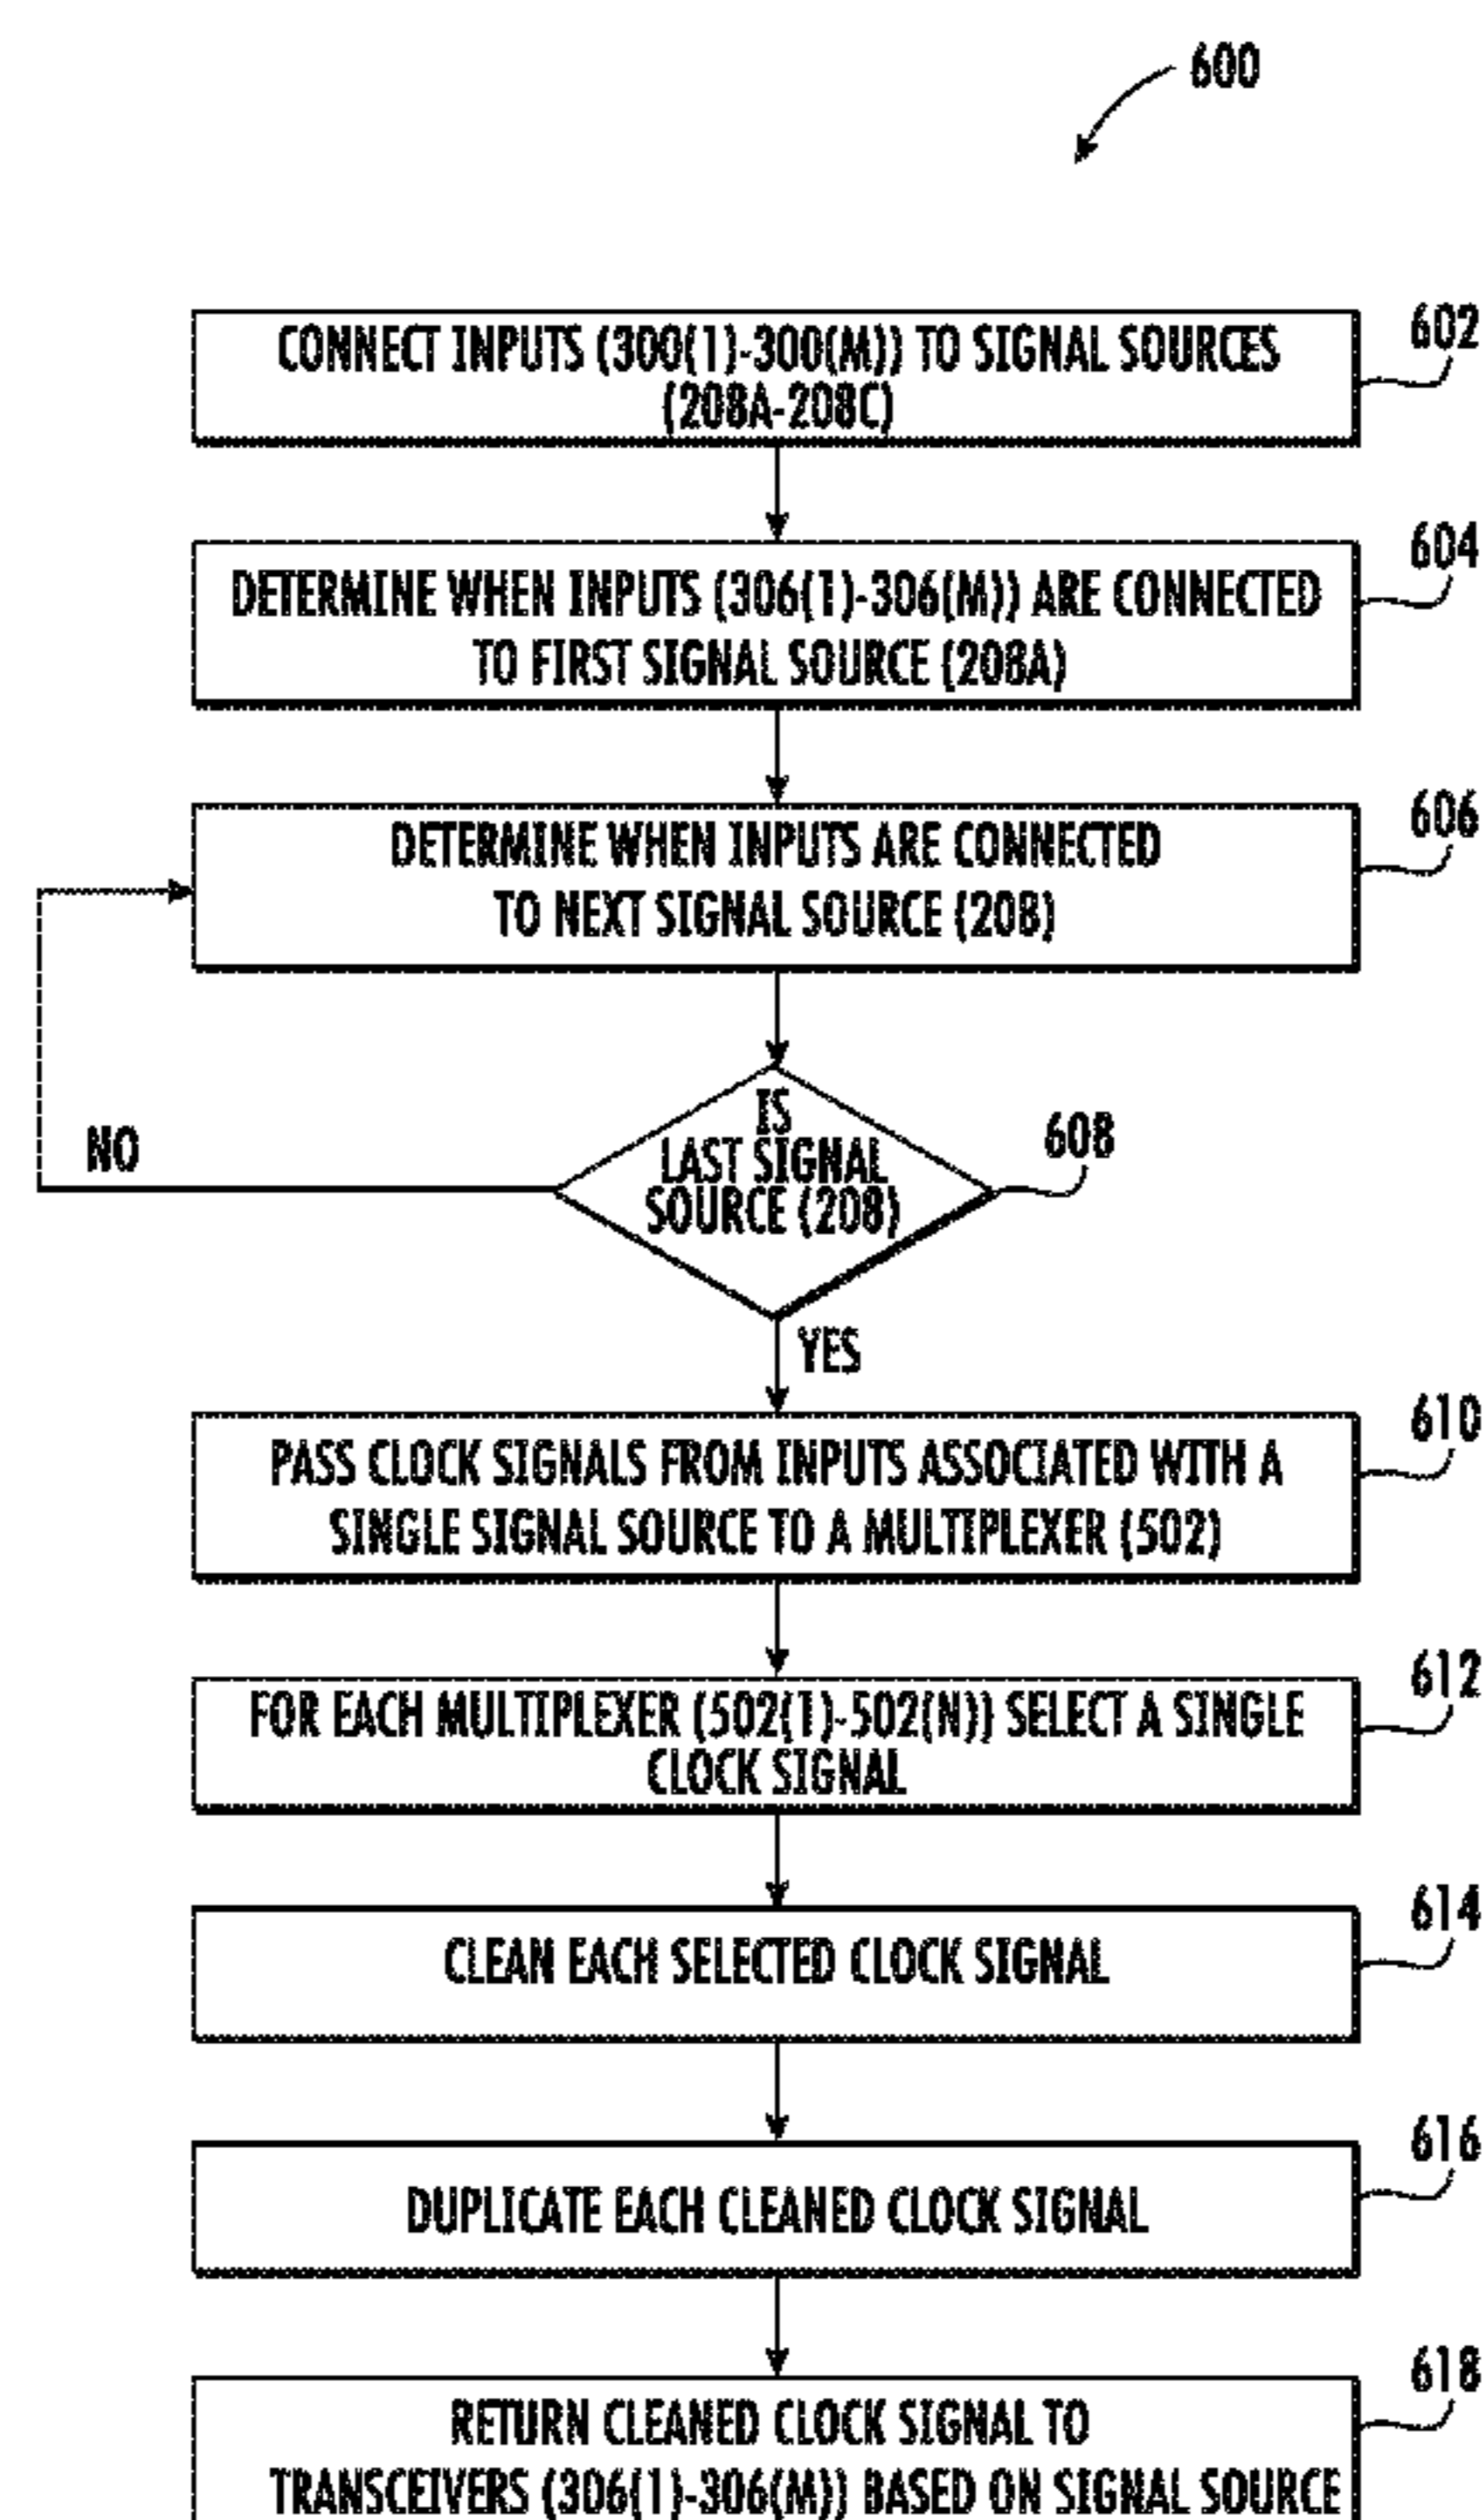 600
CONNECT INPUTS (300(1)-300(M)) TO SIGNAL SOURCES
(208A-208C)
602
DETERMINE WHEN INPUTS (306(1)-306(M)) ARE CONNECTED
TO FIRST SIGNAL SOURCE (208A)
604
DETERMINE WHEN INPUTS ARE CONNECTED
TO NEXT SIGNAL SOURCE (208)
606
IS
LAST SIGNAL
SOURCE (208)
608
NO
YES
PASS CLOCK SIGNALS FROM INPUTS ASSOCIATED WITH A
SINGLE SIGNAL SOURCE TO A MULTIPLEXER (502)
610
FOR EACH MULTIPLEXER (502(1)-502(N)) SELECT A SINGLE
CLOCK SIGNAL
612
CLEAN EACH SELECTED CLOCK SIGNAL
614
DUPLICATE EACH CLEANED CLOCK SIGNAL
616
RETURN CLEANED CLOCK SIGNAL TO
TRANSCEIVERS (306(1)-306(M)) BASED ON SIGNAL SOURCE
618